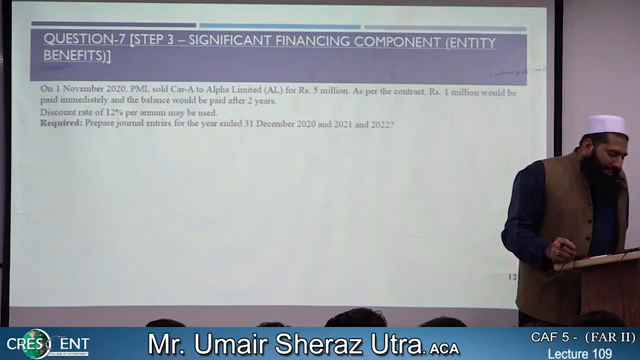 QUESTION-7 [STEP 3 – SIGNIFICANT FINANCING COMPONENT (ENTITY
BENEFITS)]
On 1 November 2020, PML sold Car-A to Alpha Limited (AL) for Rs. 5 million. As per the contract, Rs. 1 million would be
paid immediately and the balance would be paid after 2 years.
Discount rate of 12% per annum may be used.
Required: Prepare journal entries for the year ended 31 December 2020 and 2021 and 2022?
12
CRESCENT
Mr. Umair Sheraz Utra. ACA
CAF 5 - (FAR II)
Lecture 109